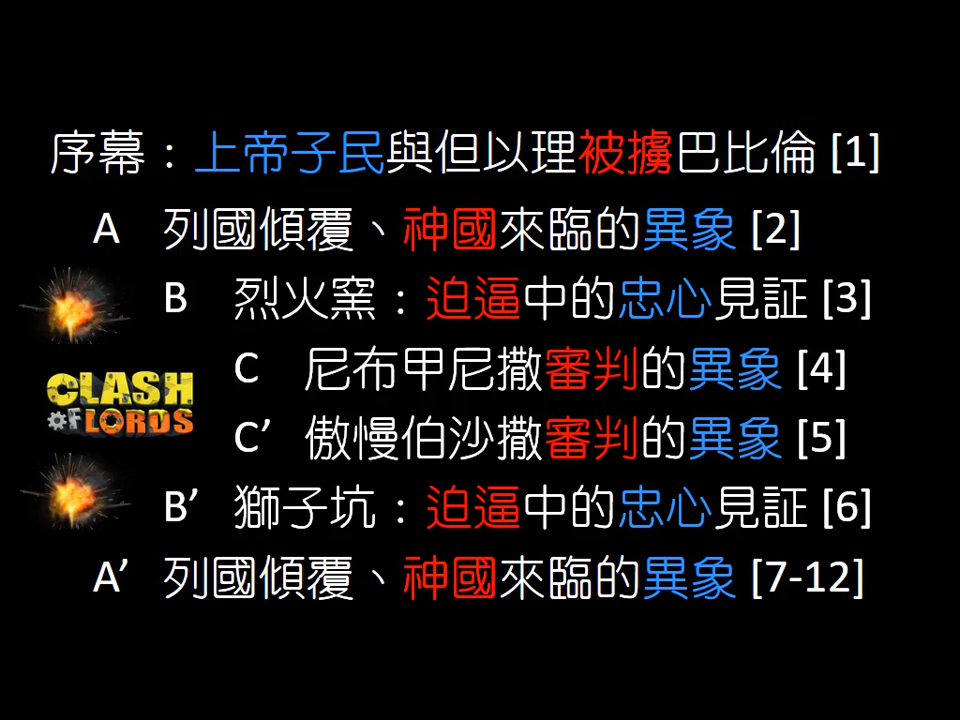 序幕：上帝子民與但以理被擄巴比倫 [1]
A 列國傾覆、神國來臨的異象 [2]
B 烈火窯：迫逼中的忠心見証 [3]
C 尼布甲尼撒審判的異象 [4]
CLASH
OF LORDS
C’ 傲慢伯沙撒審判的異象 [5]
B’ 獅子坑：迫逼中的忠心見証 [6]
A’ 列國傾覆、神國來臨的異象 [7-12]